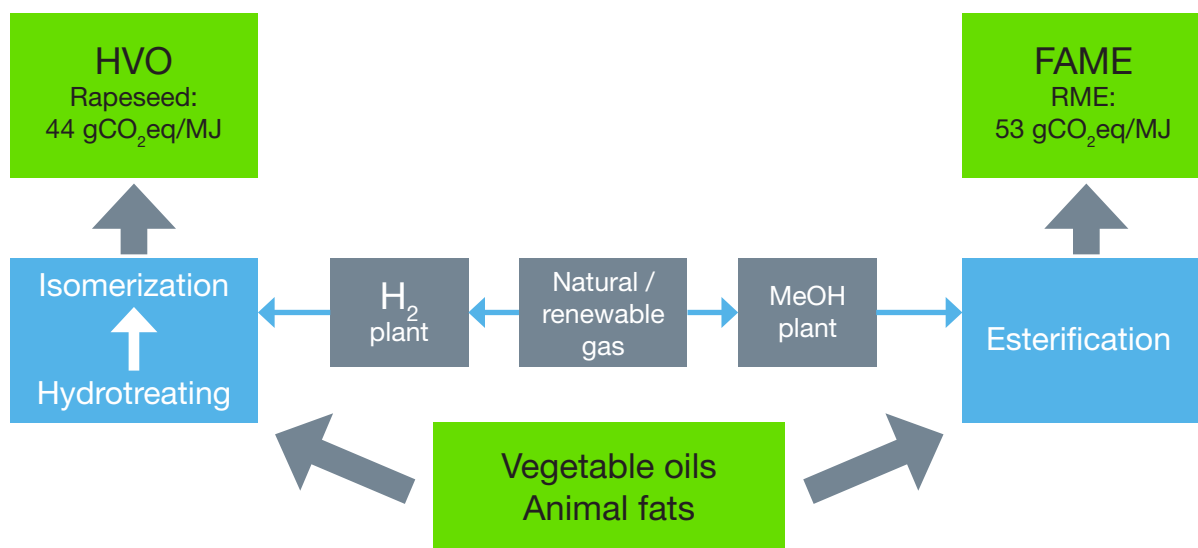 HVO
Rapeseed:
44 gCO₂eq/MJ
FAME
RME:
53 gCO₂eq/MJ
Isomerization
Hydrotreating
H₂
plant
Natural /
renewable
gas
MeOH
plant
Esterification
Vegetable oils
Animal fats